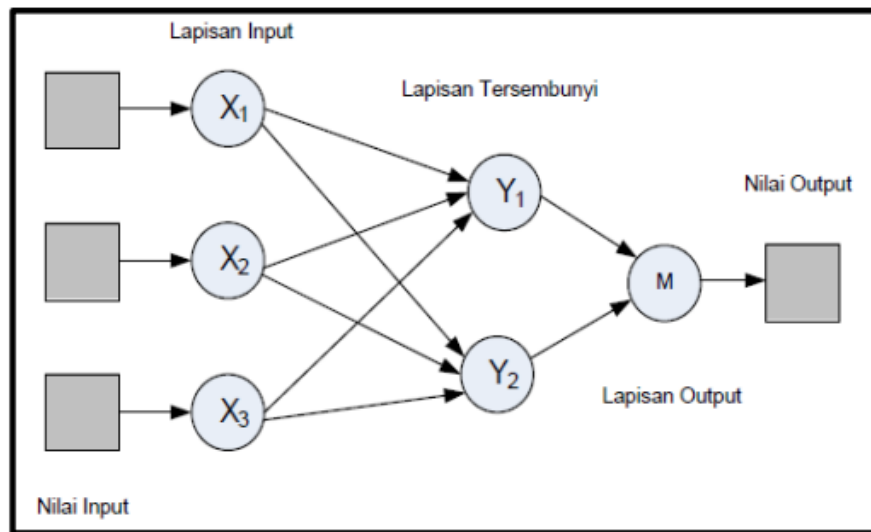 Lapisan Input
Lapisan Tersembunyi
Nilai Output
X1
X2
X3
Y1
Y2
M
Lapisan Output
Nilai Input